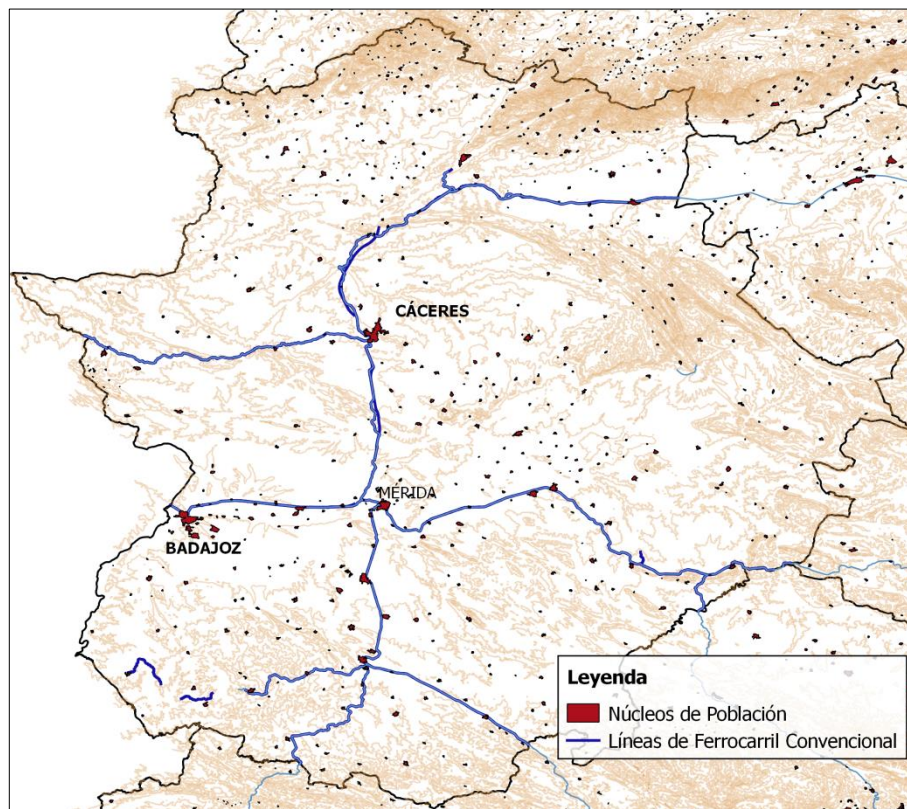 CÁCERES
MÉRIDA
BADAJOZ
Leyenda
Núcleos de Población
Líneas de Ferrocarril Convencional